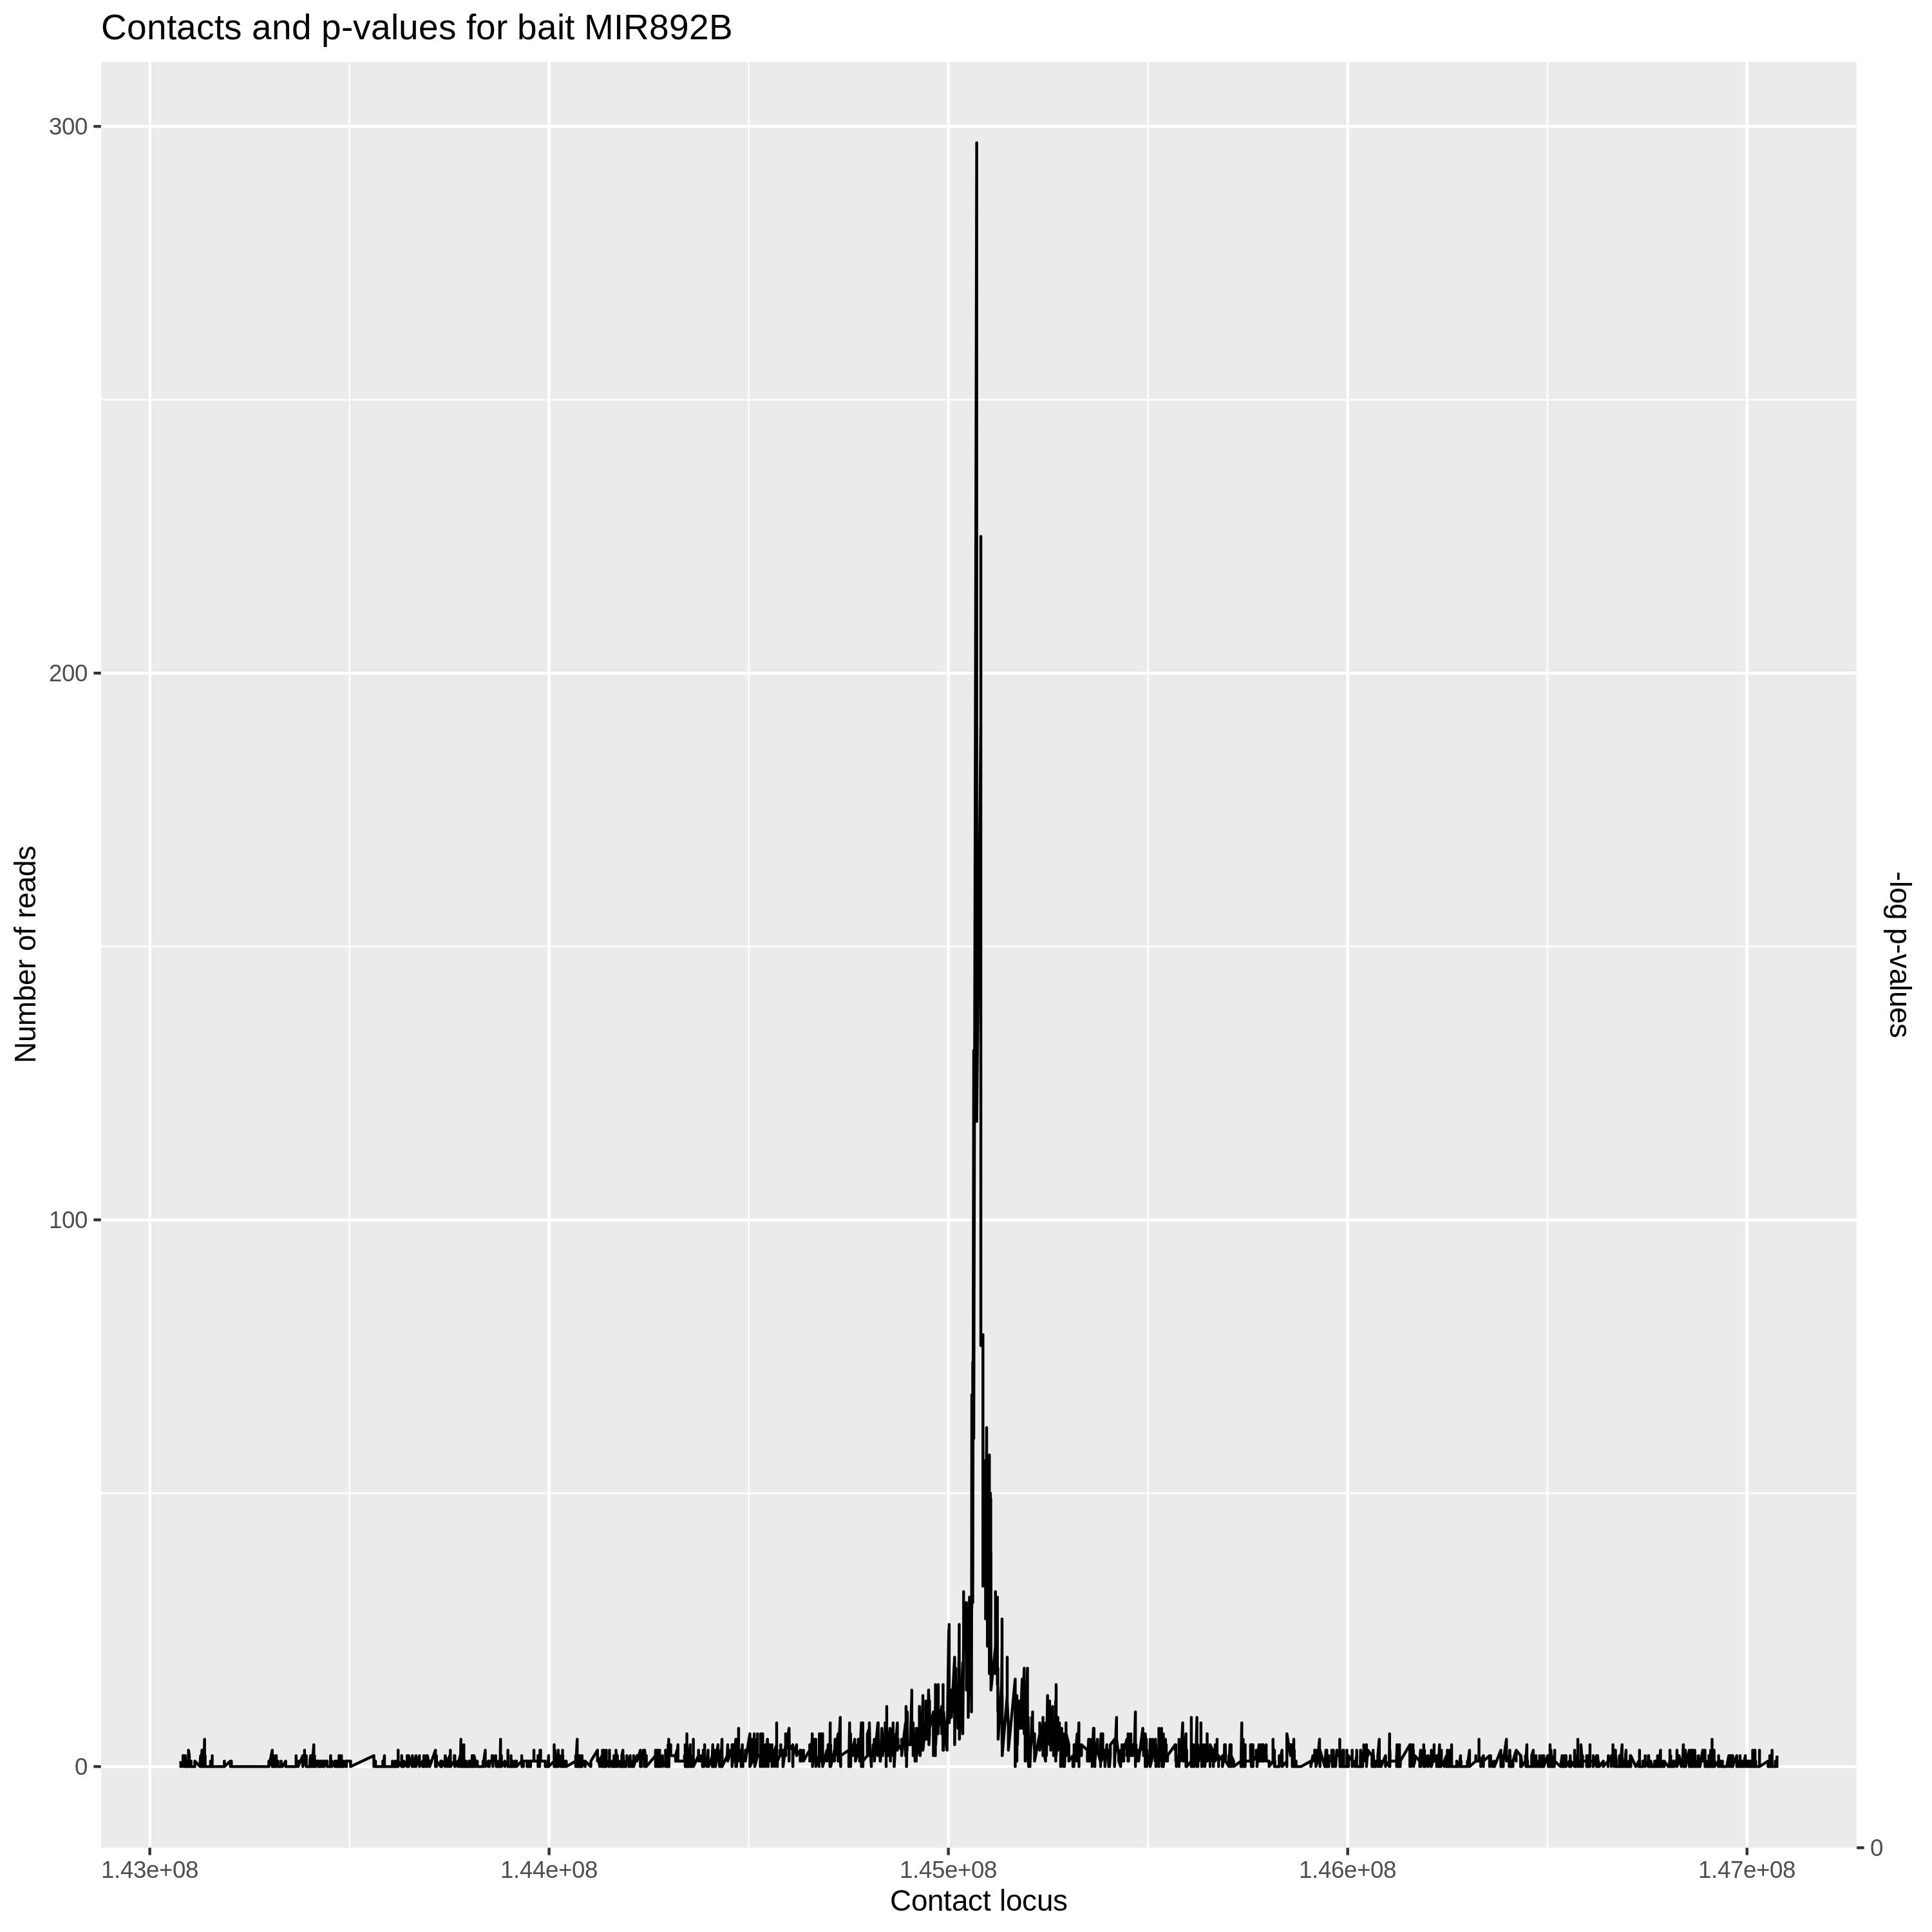 Contacts and p-values for bait MIR892B
300
200
100
0
Number of reads
-log p-values
0
1.43e+08 1.44e+08 1.45e+08 1.46e+08 1.47e+08
Contact locus